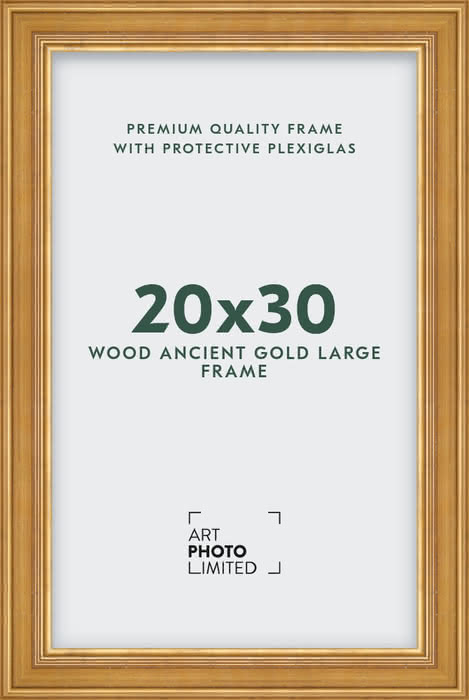 PREMIUM QUALITY FRAME
WITH PROTECTIVE PLEXIGLAS
20x30
WOOD ANCIENT GOLD LARGE
FRAME
ART
PHOTO
LIMITED